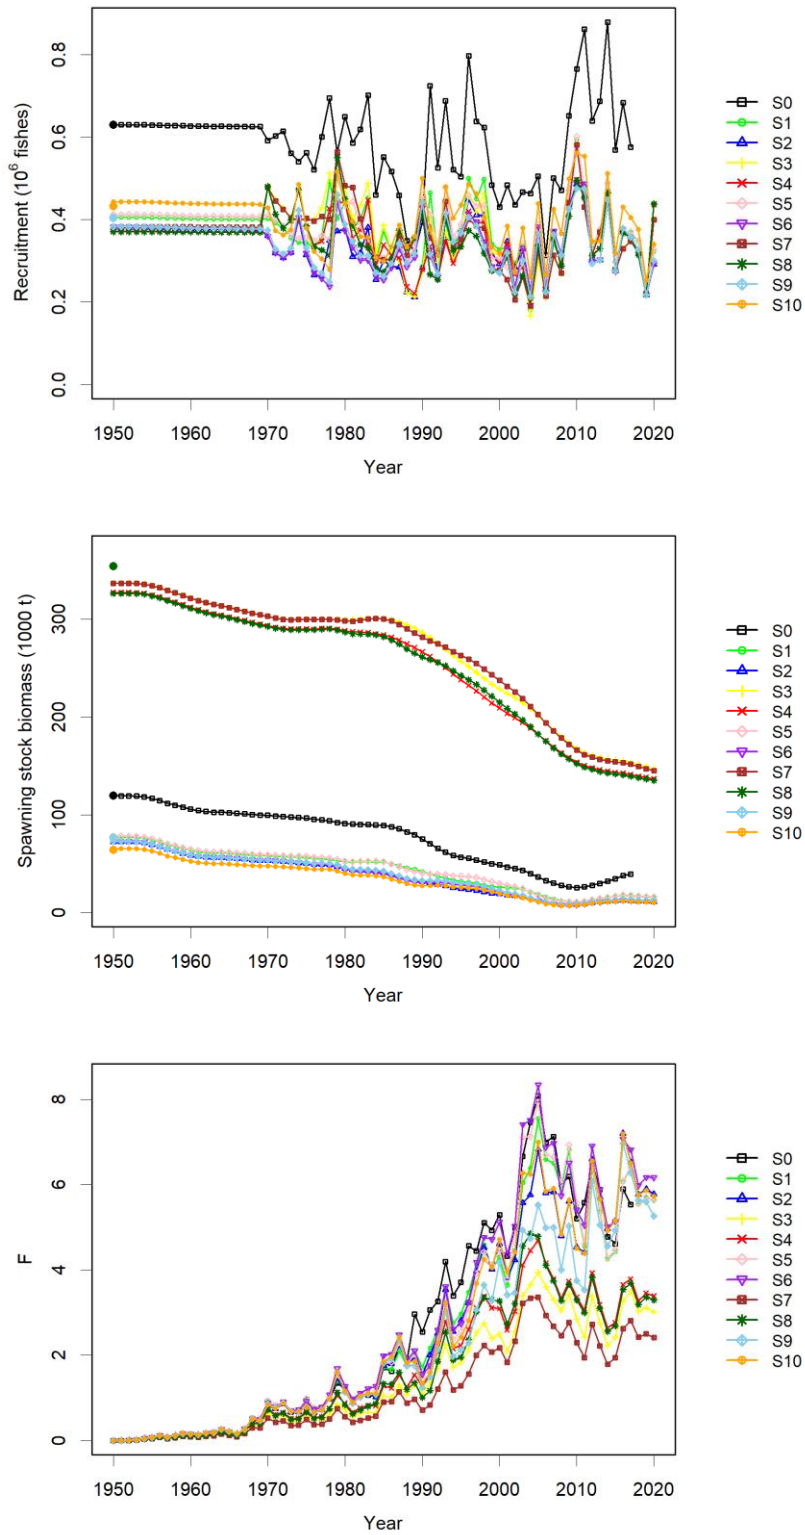 Recruitment (10⁶ fishes)
0.8
0.6
0.4
0.2
0.0
1950 1960 1970 1980 1990 2000 2010 2020
Year
S0
S1
S2
S3
S4
S5
S6
S7
S8
S9
S10
Spawning stock biomass (1000 t)
300
200
100
0
1950 1960 1970 1980 1990 2000 2010 2020
Year
S0
S1
S2
S3
S4
S5
S6
S7
S8
S9
S10
F
8
6
4
2
0
1950 1960 1970 1980 1990 2000 2010 2020
Year
S0
S1
S2
S3
S4
S5
S6
S7
S8
S9
S10